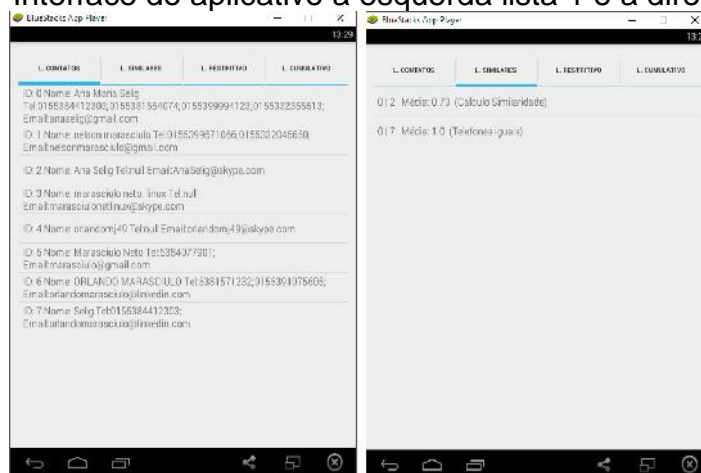 Interface do aplicativo à esquerda lista 1 e à dire
BlueStacks App Player
13:29
L. CONTATOS L. SIMILARES L. RESTRITIVO L. CUMULATIVO
ID: 0 Nome: Ana Maria Selig
Tel:0155384412303;0155381554074;0155399994123;0155332355513;
Email:anaselig@gmail.com
ID: 1 Nome: nelson marasciulo Tel:0155399671066;0155322045650;
Email:nelsonmarasciulo@gmail.com
ID: 2 Nome: Ana Selig Tel:null Email:AnaSelig@skype.com
ID: 3 Nome: marasciulo neto, linux Tel:null
Email:marasciulonetlinux@skype.com
ID: 4 Nome: orlandomj49 Tel:null Email:orlandomj49@skype.com
ID: 5 Nome: Marasciulo Neto Tel:5384077901;
Email:marasciulo@gmail.com
ID: 6 Nome: ORLANDO MARASCIULO Tel:5381571232;0155391075605;
Email:orlandomarasciulo@linkedin.com
ID: 7 Nome: Selig Tel:0155384412303;
Email:orlandomarasciulo@linkedin.com
BlueStacks App Player
L. CONTATOS L. SIMILARES L. RESTRITIVO L. CUMULATIVO
0 | 2 Média: 0.73 (Calculo Similaridade)
0 | 7 Média: 1.0 (Telefones iguais)